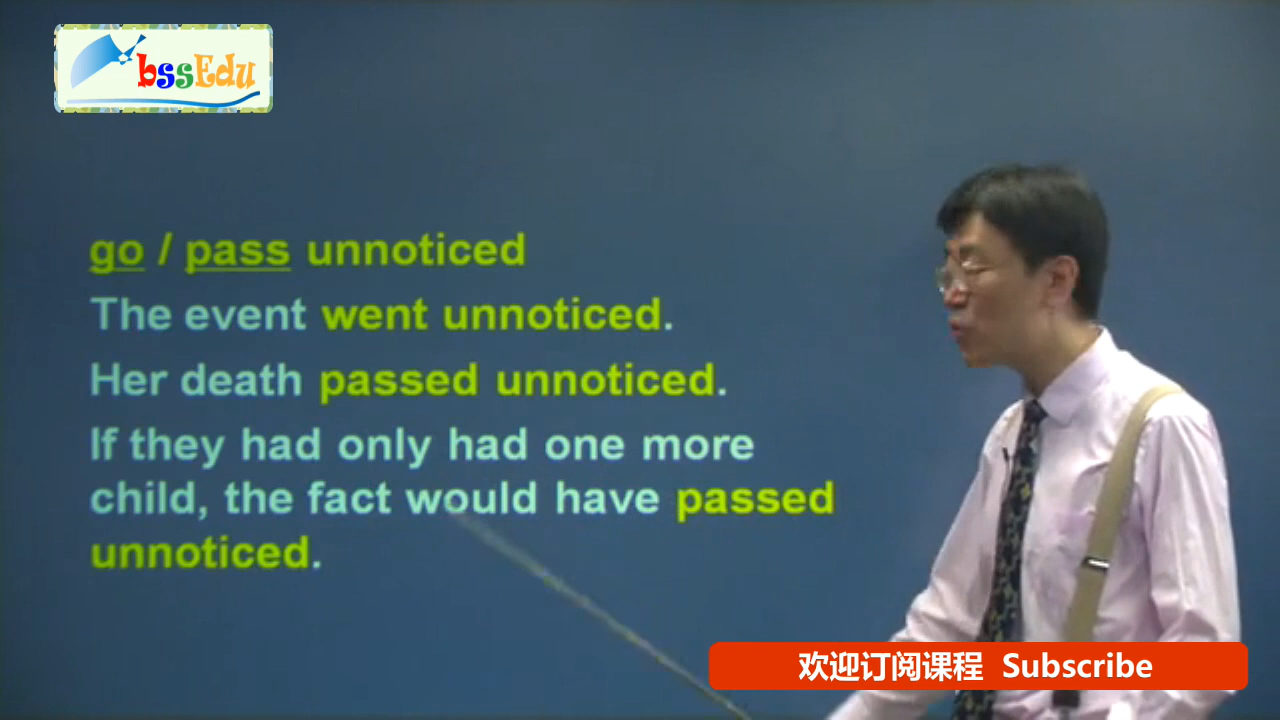 bssEdu
go / pass unnoticed
The event went unnoticed.
Her death passed unnoticed.
If they had only had one more
child, the fact would have passed
unnoticed.
欢迎订阅课程 Subscribe